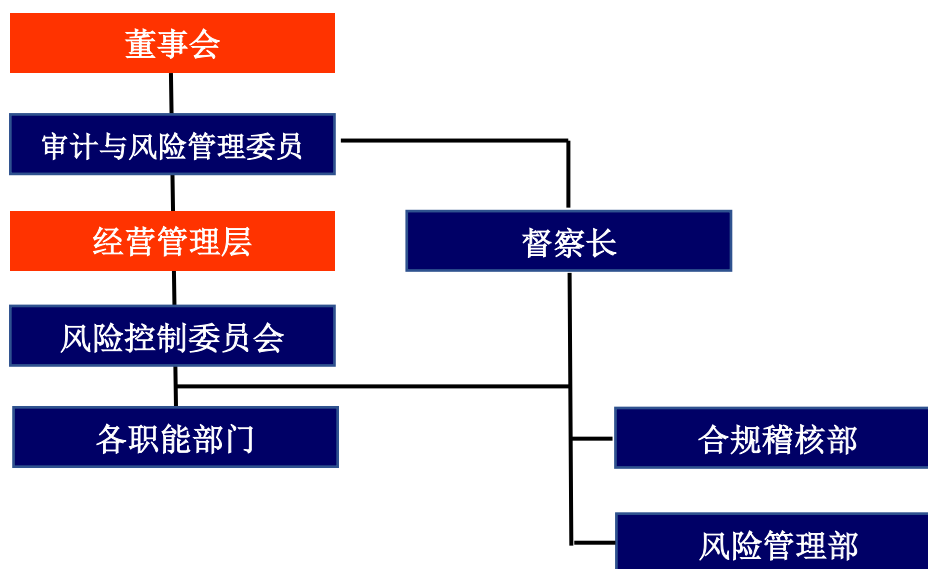 董事会
审计与风险管理委员
经营管理层
督察长
风险控制委员会
各职能部门
合规稽核部
风险管理部